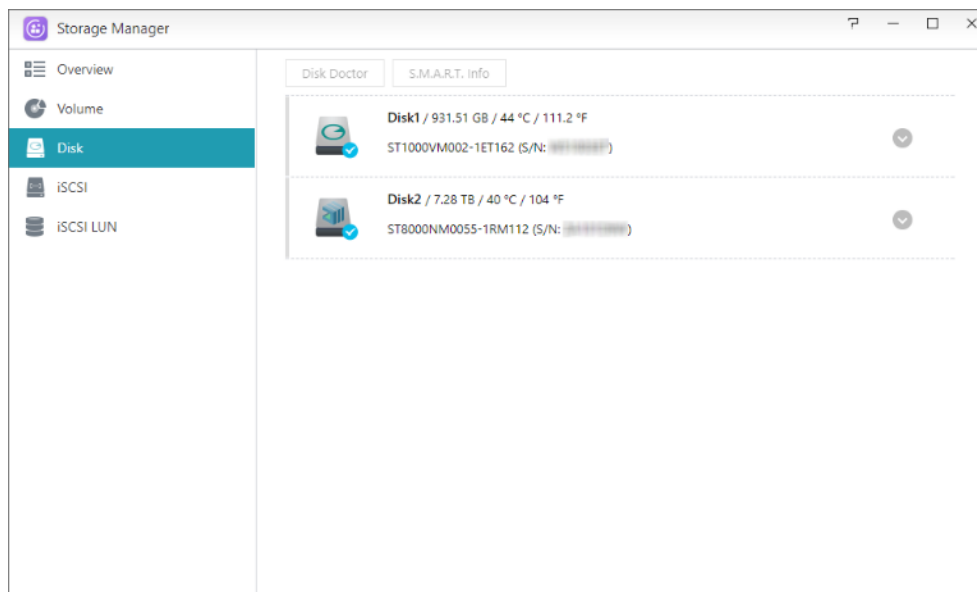 Storage Manager
Overview
Volume
Disk
iSCSI
iSCSI LUN
Disk Doctor
S.M.A.R.T. Info
Disk1 / 931.51 GB / 44 °C / 111.2 °F
ST1000VM002-1ET162 (S/N: )
Disk2 / 7.28 TB / 40 °C / 104 °F
ST8000NM0055-1RM112 (S/N: )